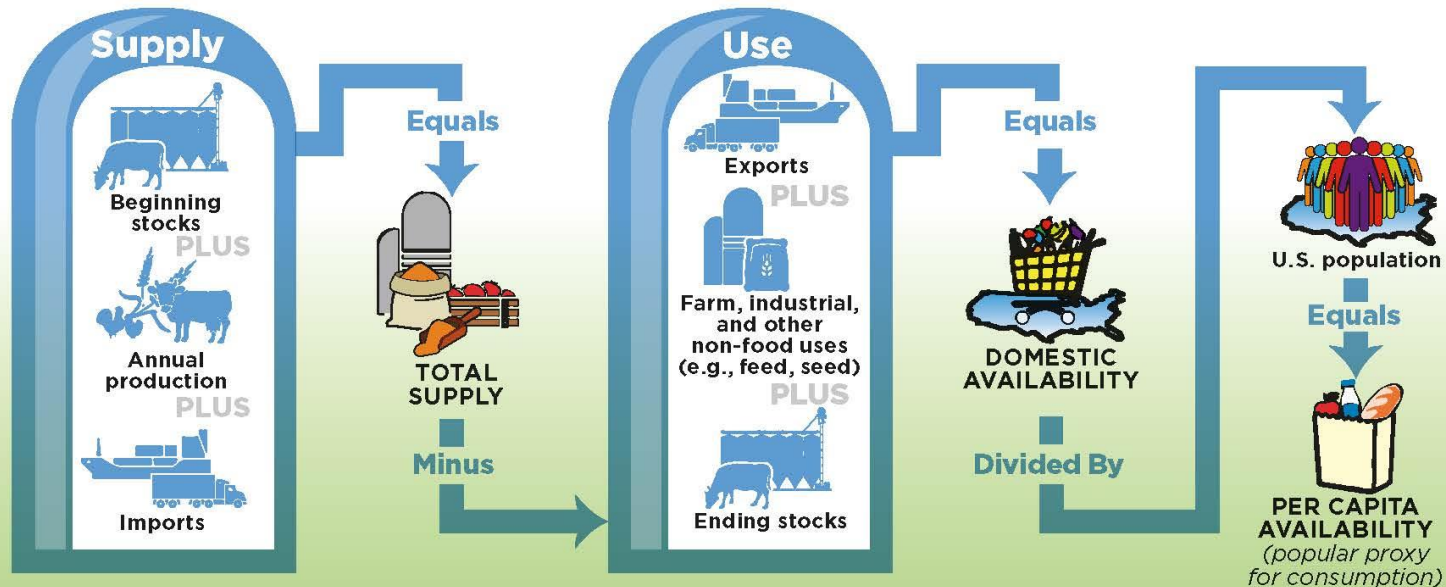 Supply
Beginning
stocks
PLUS
Annual
production
PLUS
Imports
Equals
TOTAL
SUPPLY
Minus
Use
Exports
PLUS
Farm, industrial,
and other
non-food uses
(e.g., feed, seed)
PLUS
Ending stocks
Equals
DOMESTIC
AVAILABILITY
Divided By
U.S. population
Equals
PER CAPITA
AVAILABILITY
(popular proxy
for consumption)